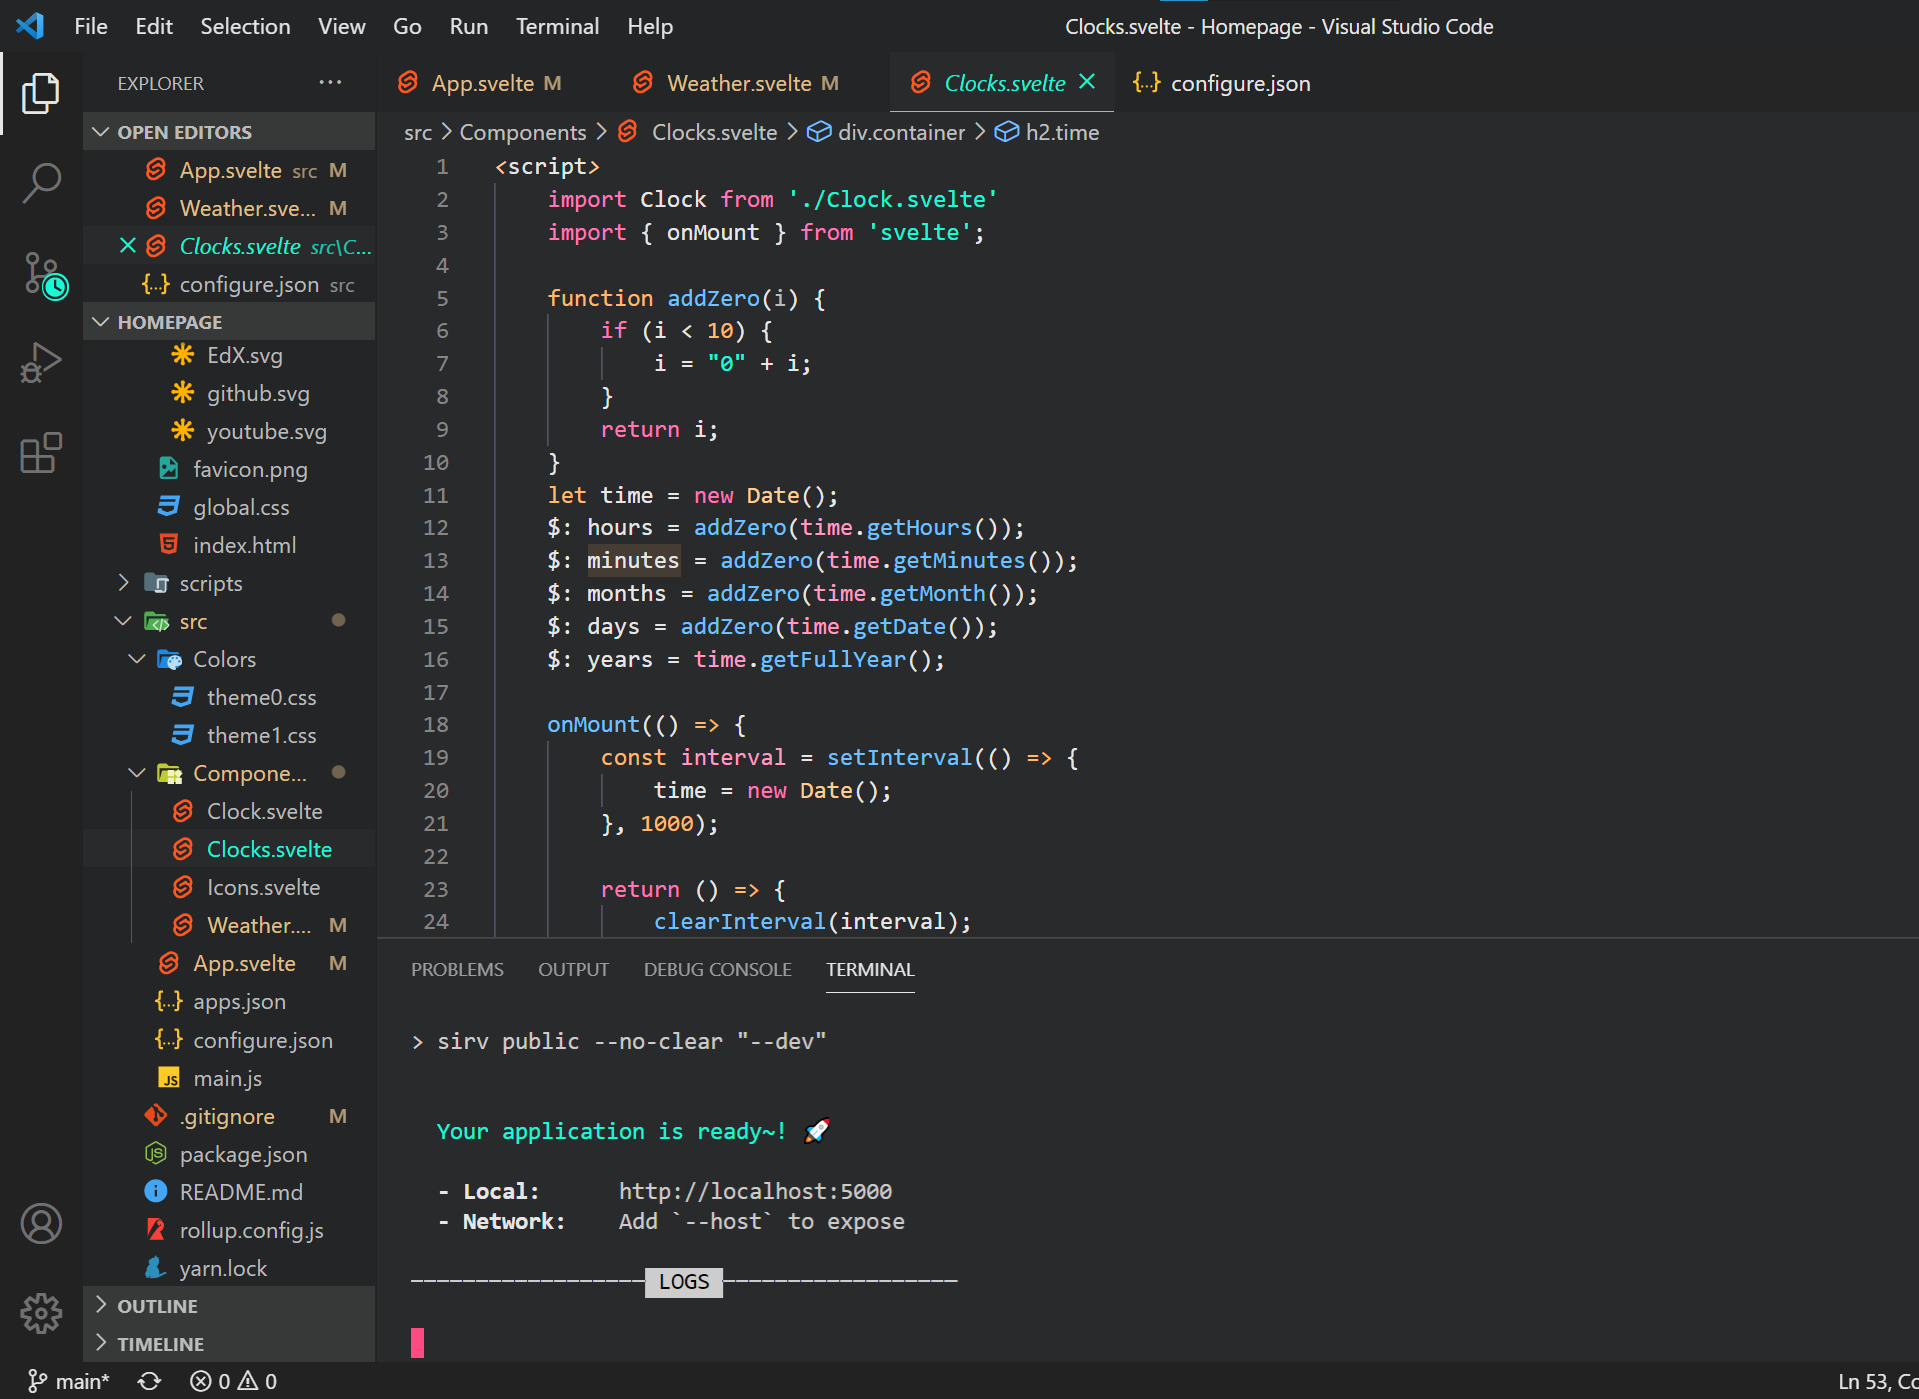 File Edit Selection View Go Run Terminal Help
Clocks.svelte - Homepage - Visual Studio Code
EXPLORER ···
OPEN EDITORS
App.svelte src M
Weather.sve... M
Clocks.svelte src\C...
{..} configure.json src
HOMEPAGE
EdX.svg
github.svg
youtube.svg
favicon.png
global.css
index.html
scripts
src
Colors
theme0.css
theme1.css
Compone...
Clock.svelte
Clocks.svelte
Icons.svelte
Weather.... M
App.svelte M
{..} apps.json
{..} configure.json
JS main.js
.gitignore M
package.json
README.md
rollup.config.js
yarn.lock
OUTLINE
TIMELINE
App.svelte M Weather.svelte M Clocks.svelte {..} configure.json
src > Components > Clocks.svelte > div.container > h2.time
1 <script>
2 import Clock from './Clock.svelte'
3 import { onMount } from 'svelte';
4
5 function addZero(i) {
6 if (i < 10) {
7 i = "0" + i;
8 }
9 return i;
10 }
11 let time = new Date();
12 $: hours = addZero(time.getHours());
13 $: minutes = addZero(time.getMinutes());
14 $: months = addZero(time.getMonth());
15 $: days = addZero(time.getDate());
16 $: years = time.getFullYear();
17
18 onMount(() => {
19 const interval = setInterval(() => {
20 time = new Date();
21 }, 1000);
22
23 return () => {
24 clearInterval(interval);
PROBLEMS OUTPUT DEBUG CONSOLE TERMINAL
> sirv public --no-clear "--dev"
Your application is ready~! 🚀
- Local: http://localhost:5000
- Network: Add `--host` to expose
LOGS
main* 0 0 Ln 53, Co